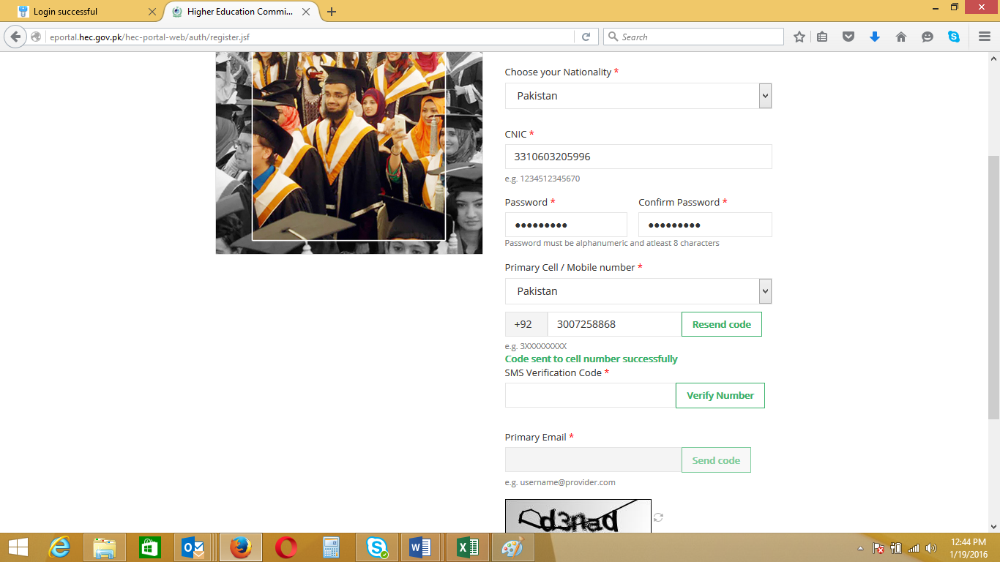 Login successful
Higher Education Commi...
eportal.hec.gov.pk/hec-portal-web/auth/register.jsf
Search
Choose your Nationality *
Pakistan
CNIC *
3310603205996
e.g. 1234512345670
Password * Confirm Password *
●●●●●●●●● ●●●●●●●●●
Password must be alphanumeric and atleast 8 characters
Primary Cell / Mobile number *
Pakistan
+92 3007258868 Resend code
e.g. 3XXXXXXXXX
Code sent to cell number successfully
SMS Verification Code *
Verify Number
Primary Email *
Send code
e.g. username@provider.com
d3nad
12:44 PM
1/19/2016